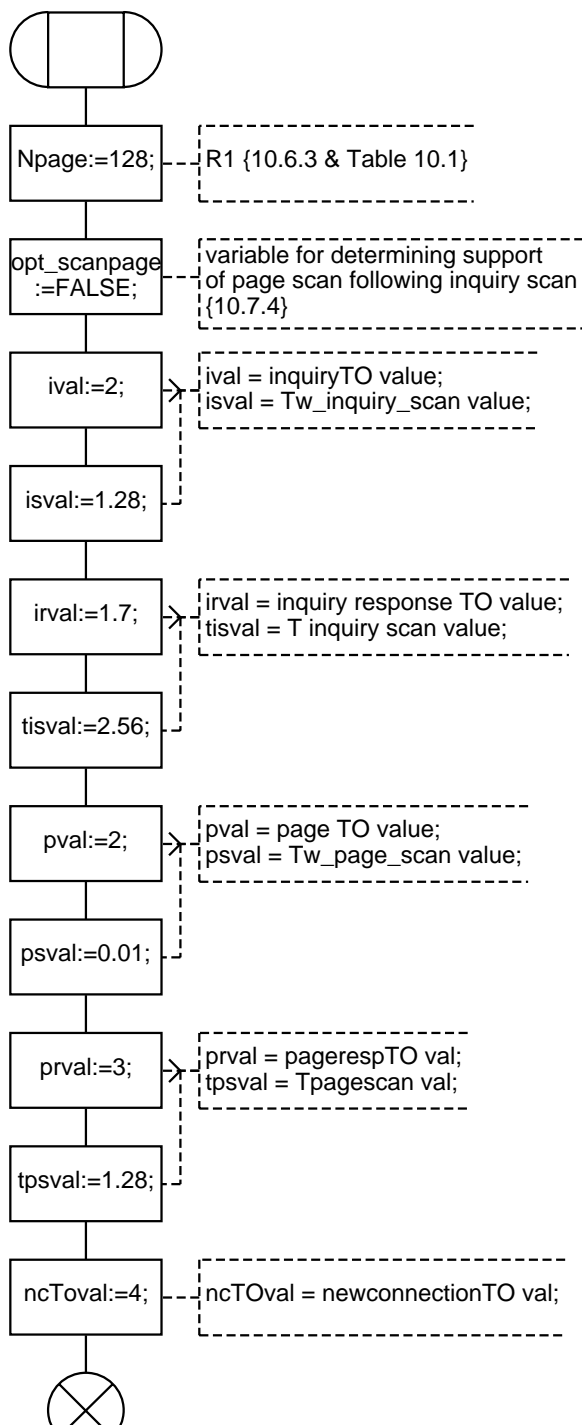 Npage:=128;
R1 {10.6.3 & Table 10.1}
opt_scanpage
:=FALSE;
variable for determining support
of page scan following inquiry scan
{10.7.4}
ival:=2;
ival = inquiryTO value;
isval = Tw_inquiry_scan value;
isval:=1.28;
irval:=1.7;
irval = inquiry response TO value;
tisval = T inquiry scan value;
tisval:=2.56;
pval:=2;
pval = page TO value;
psval = Tw_page_scan value;
psval:=0.01;
prval:=3;
prval = pagerespTO val;
tpsval = Tpagescan val;
tpsval:=1.28;
ncToval:=4;
ncTOval = newconnectionTO val;